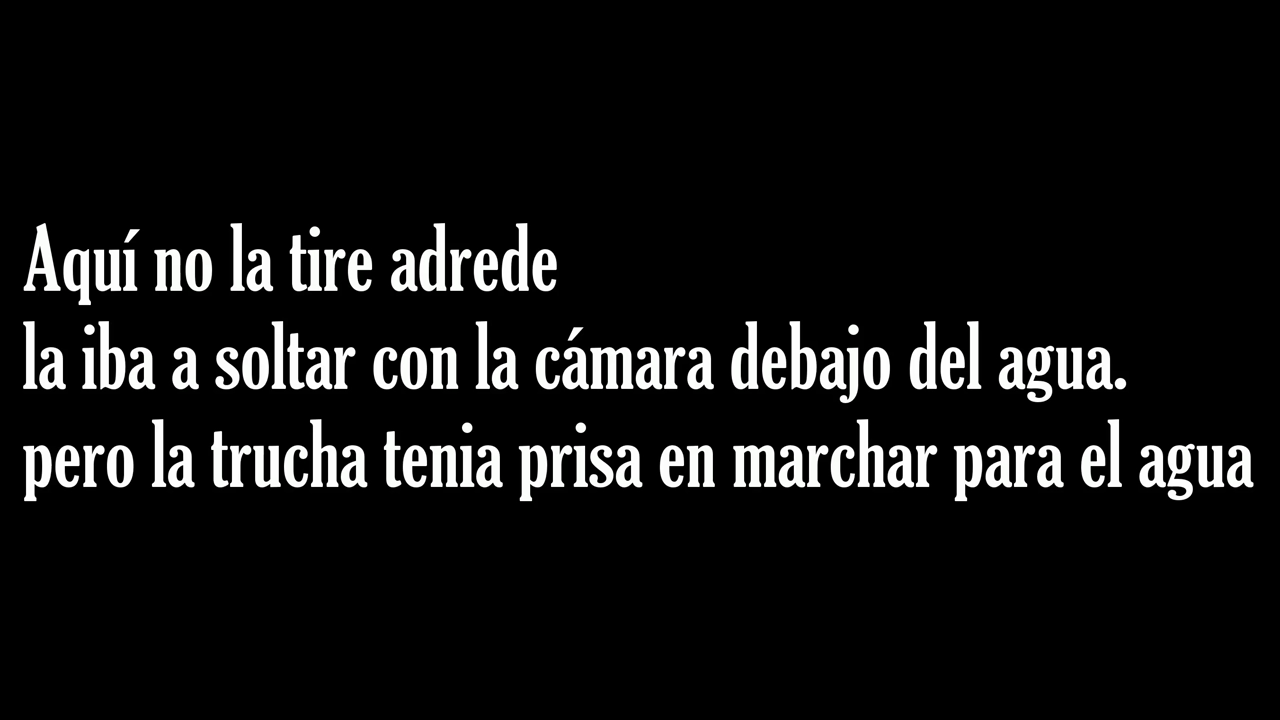 Aquí no la tire adrede
la iba a soltar con la cámara debajo del agua.
pero la trucha tenia prisa en marchar para el agua